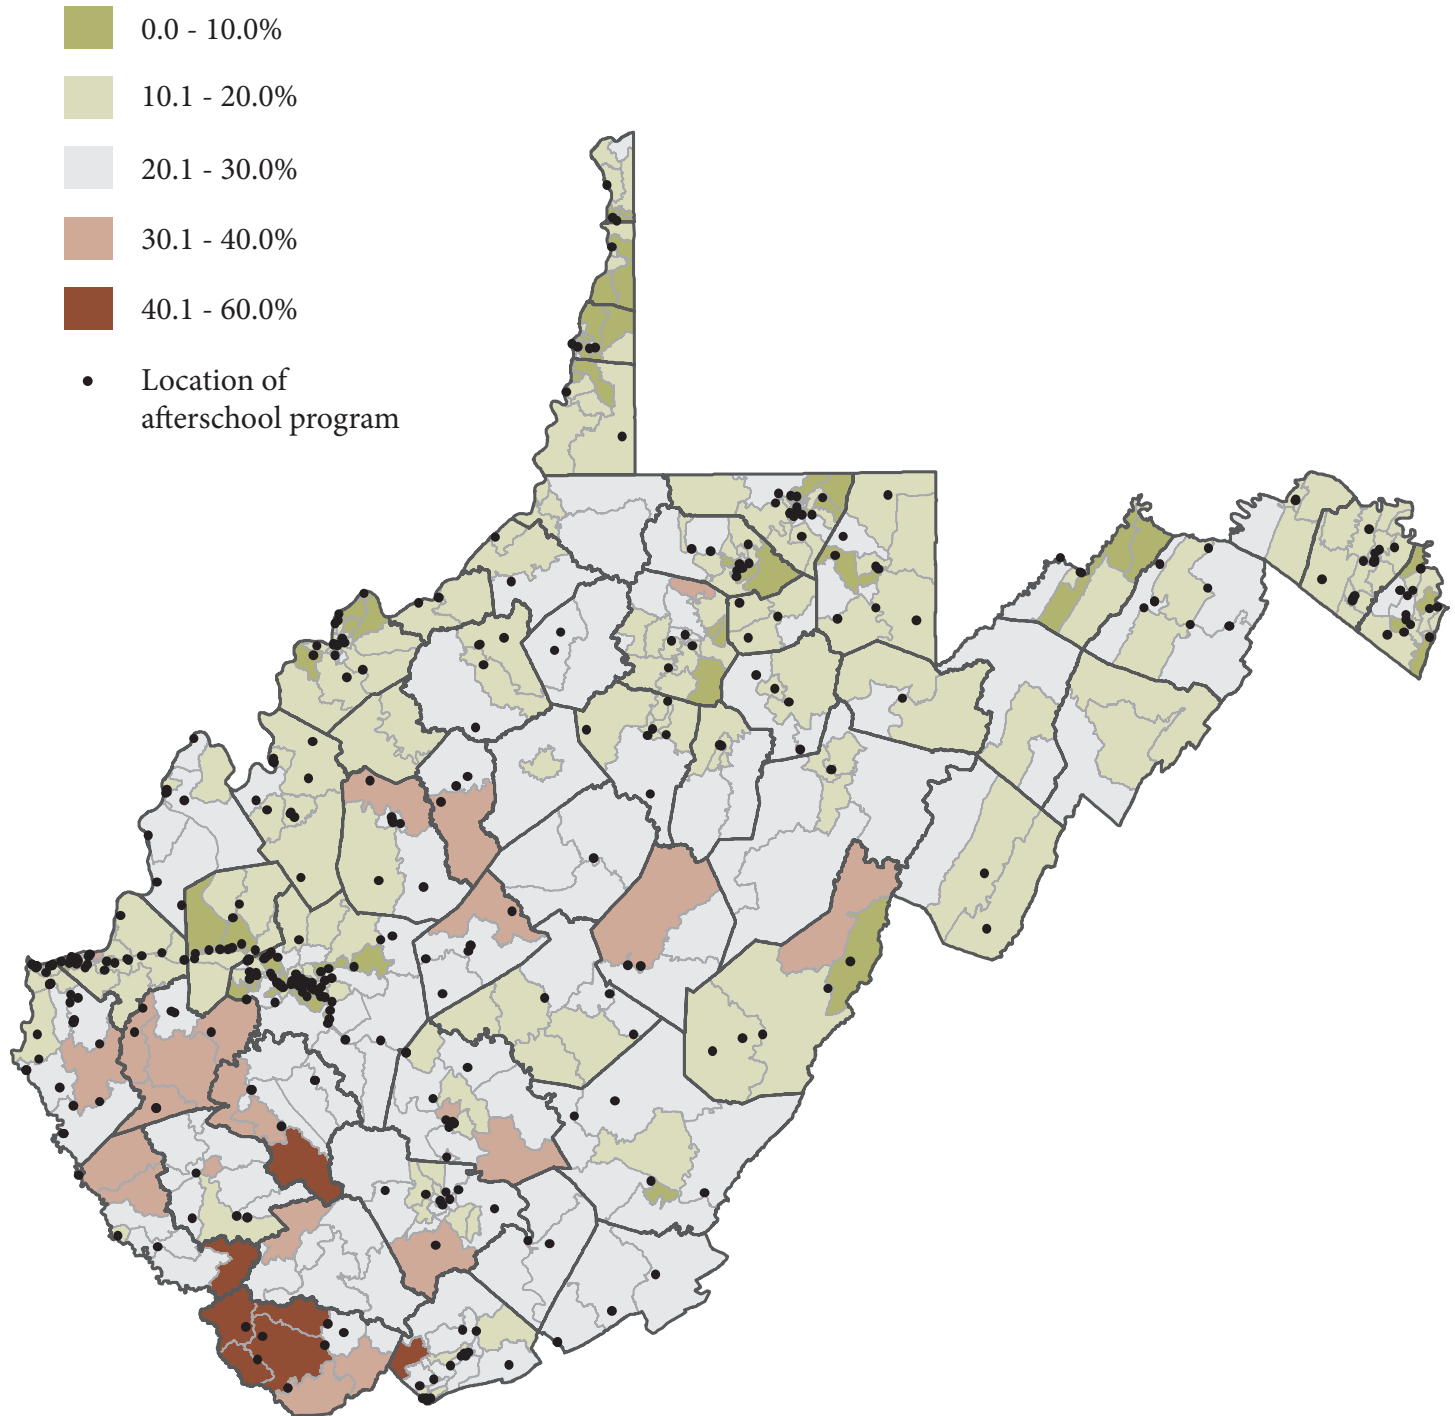 0.0 - 10.0%
10.1 - 20.0%
20.1 - 30.0%
30.1 - 40.0%
40.1 - 60.0%
Location of
afterschool program